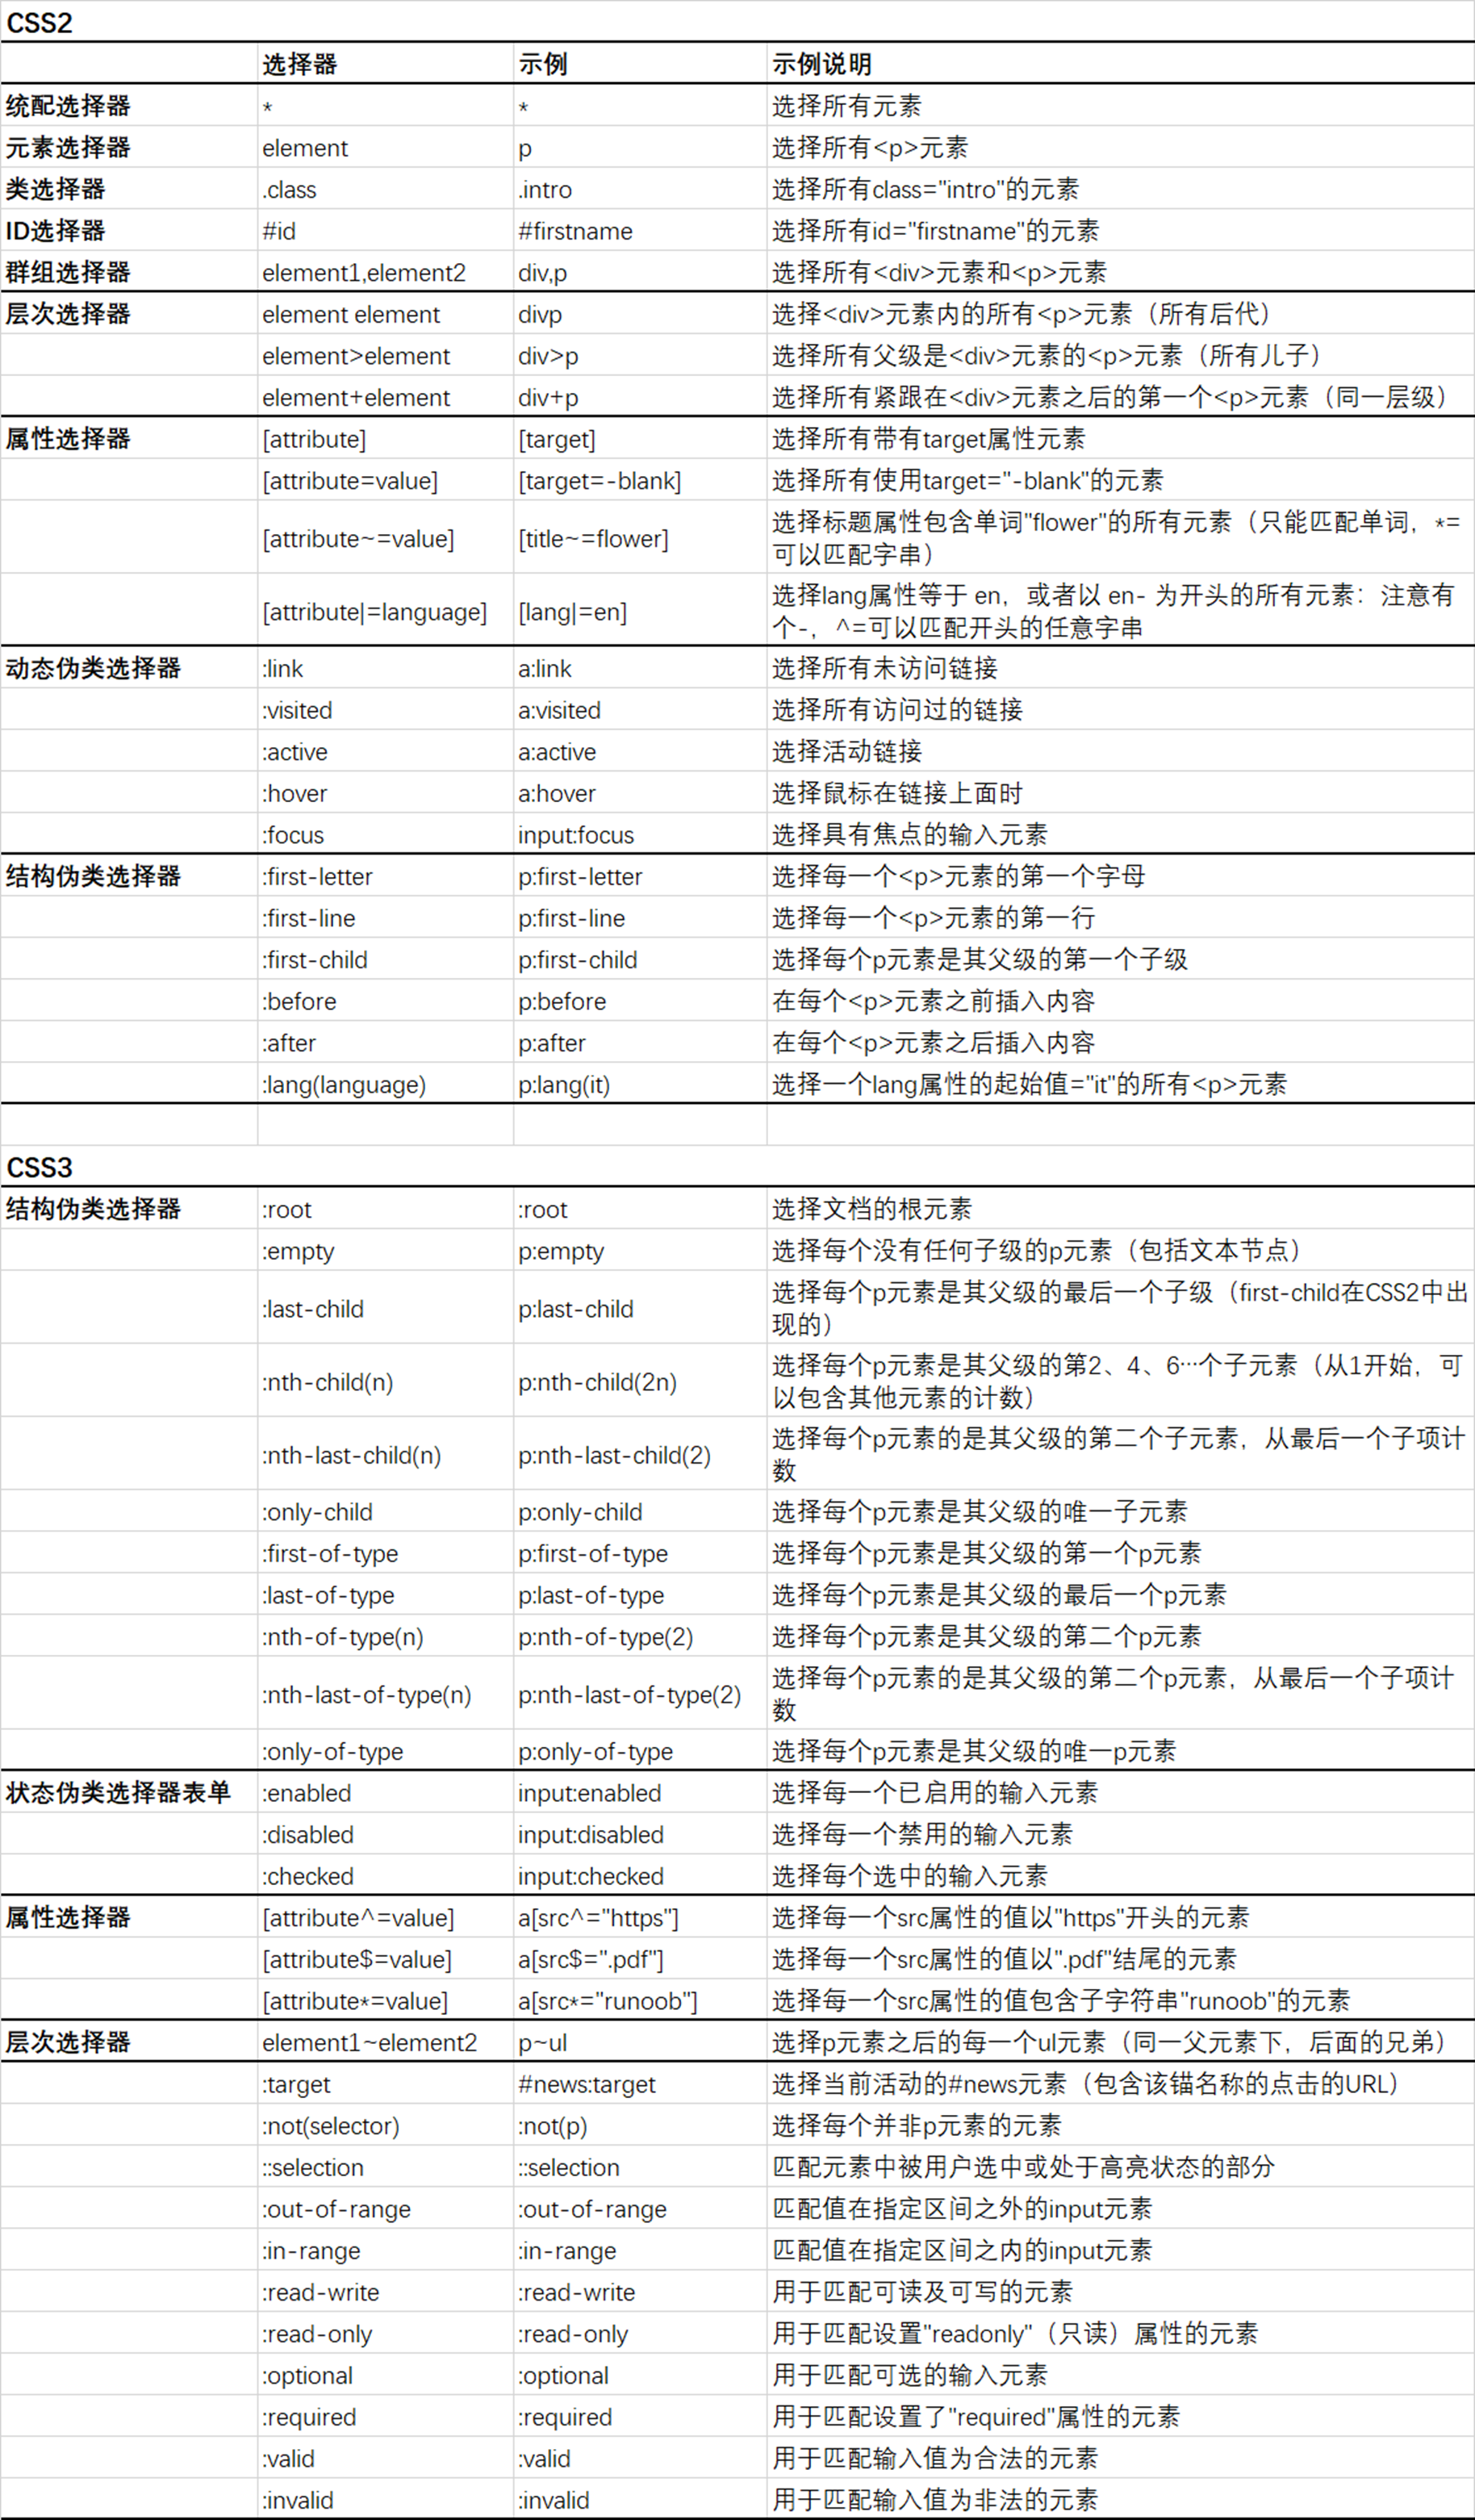 CSS2
选择器 示例 示例说明
统配选择器 * * 选择所有元素
元素选择器 element p 选择所有<p>元素
类选择器 .class .intro 选择所有class="intro"的元素
ID选择器 #id #firstname 选择所有id="firstname"的元素
群组选择器 element1,element2 div,p 选择所有<div>元素和<p>元素
层次选择器 element element divp 选择<div>元素内的所有<p>元素（所有后代）
element>element div>p 选择所有父级是<div>元素的<p>元素（所有儿子）
element+element div+p 选择所有紧跟在<div>元素之后的第一个<p>元素（同一层级）
属性选择器 [attribute] [target] 选择所有带有target属性元素
[attribute=value] [target=-blank] 选择所有使用target="-blank"的元素
[attribute~=value] [title~=flower] 选择标题属性包含单词"flower"的所有元素（只能匹配单词，*=
可以匹配字串）
[attribute|=language] [lang|=en] 选择lang属性等于 en，或者以 en- 为开头的所有元素：注意有
个-，^=可以匹配开头的任意字串
动态伪类选择器 :link a:link 选择所有未访问链接
:visited a:visited 选择所有访问过的链接
:active a:active 选择活动链接
:hover a:hover 选择鼠标在链接上面时
:focus input:focus 选择具有焦点的输入元素
结构伪类选择器 :first-letter p:first-letter 选择每一个<p>元素的第一个字母
:first-line p:first-line 选择每一个<p>元素的第一行
:first-child p:first-child 选择每个p元素是其父级的第一个子级
:before p:before 在每个<p>元素之前插入内容
:after p:after 在每个<p>元素之后插入内容
:lang(language) p:lang(it) 选择一个lang属性的起始值="it"的所有<p>元素
CSS3
结构伪类选择器 :root :root 选择文档的根元素
:empty p:empty 选择每个没有任何子级的p元素（包括文本节点）
:last-child p:last-child 选择每个p元素是其父级的最后一个子级（first-child在CSS2中出
现的）
:nth-child(n) p:nth-child(2n) 选择每个p元素是其父级的第2、4、6…个子元素（从1开始，可
以包含其他元素的计数）
:nth-last-child(n) p:nth-last-child(2) 选择每个p元素的是其父级的第二个子元素，从最后一个子项计
数
:only-child p:only-child 选择每个p元素是其父级的唯一子元素
:first-of-type p:first-of-type 选择每个p元素是其父级的第一个p元素
:last-of-type p:last-of-type 选择每个p元素是其父级的最后一个p元素
:nth-of-type(n) p:nth-of-type(2) 选择每个p元素是其父级的第二个p元素
:nth-last-of-type(n) p:nth-last-of-type(2) 选择每个p元素的是其父级的第二个p元素，从最后一个子项计
数
:only-of-type p:only-of-type 选择每个p元素是其父级的唯一p元素
状态伪类选择器表单 :enabled input:enabled 选择每一个已启用的输入元素
:disabled input:disabled 选择每一个禁用的输入元素
:checked input:checked 选择每个选中的输入元素
属性选择器 [attribute^=value] a[src^="https"] 选择每一个src属性的值以"https"开头的元素
[attribute$=value] a[src$=".pdf"] 选择每一个src属性的值以".pdf"结尾的元素
[attribute*=value] a[src*="runoob"] 选择每一个src属性的值包含子字符串"runoob"的元素
层次选择器 element1~element2 p~ul 选择p元素之后的每一个ul元素（同一父元素下，后面的兄弟）
:target #news:target 选择当前活动的#news元素（包含该锚名称的点击的URL）
:not(selector) :not(p) 选择每个并非p元素的元素
::selection ::selection 匹配元素中被用户选中或处于高亮状态的部分
:out-of-range :out-of-range 匹配值在指定区间之外的input元素
:in-range :in-range 匹配值在指定区间之内的input元素
:read-write :read-write 用于匹配可读及可写的元素
:read-only :read-only 用于匹配设置"readonly"（只读）属性的元素
:optional :optional 用于匹配可选的输入元素
:required :required 用于匹配设置了"required"属性的元素
:valid :valid 用于匹配输入值为合法的元素
:invalid :invalid 用于匹配输入值为非法的元素